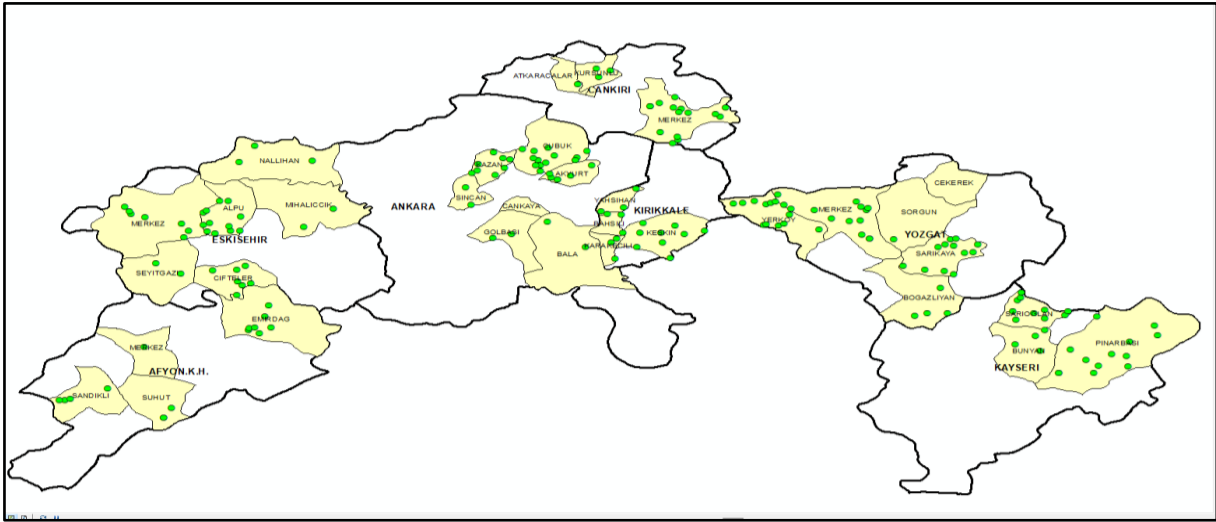 ATKARACALAR
KURSUNLU
CANKIRI
MERKEZ
CUBUK
NALLIHAN
KAZAN
AKYURT
CEKEREK
SINCAN
YAHSIHAN
MIHALICCIK
ALPU
CANKAYA
ANKARA
KIRIKKALE
MERKEZ
SORGUN
MERKEZ
YERKOY
BAHSILI
GOLBASI
KESKIN
YOZGAT
ESKISEHIR
KARAKECILI
BALA
SARIKAYA
SEYITGAZI
CIFTELER
BOGAZLIYAN
SARIOGLAN
EMIRDAG
PINARBASI
MERKEZ
BUNYAN
AFYON.K.H.
KAYSERI
SANDIKLI
SUHUT